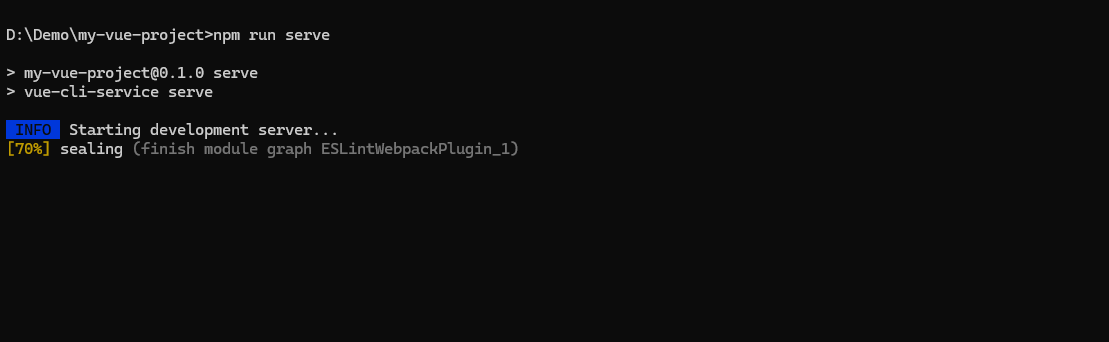 D:\Demo\my-vue-project>npm run serve
> my-vue-project@0.1.0 serve
> vue-cli-service serve
INFO Starting development server...
[70%] sealing (finish module graph ESLintWebpackPlugin_1)